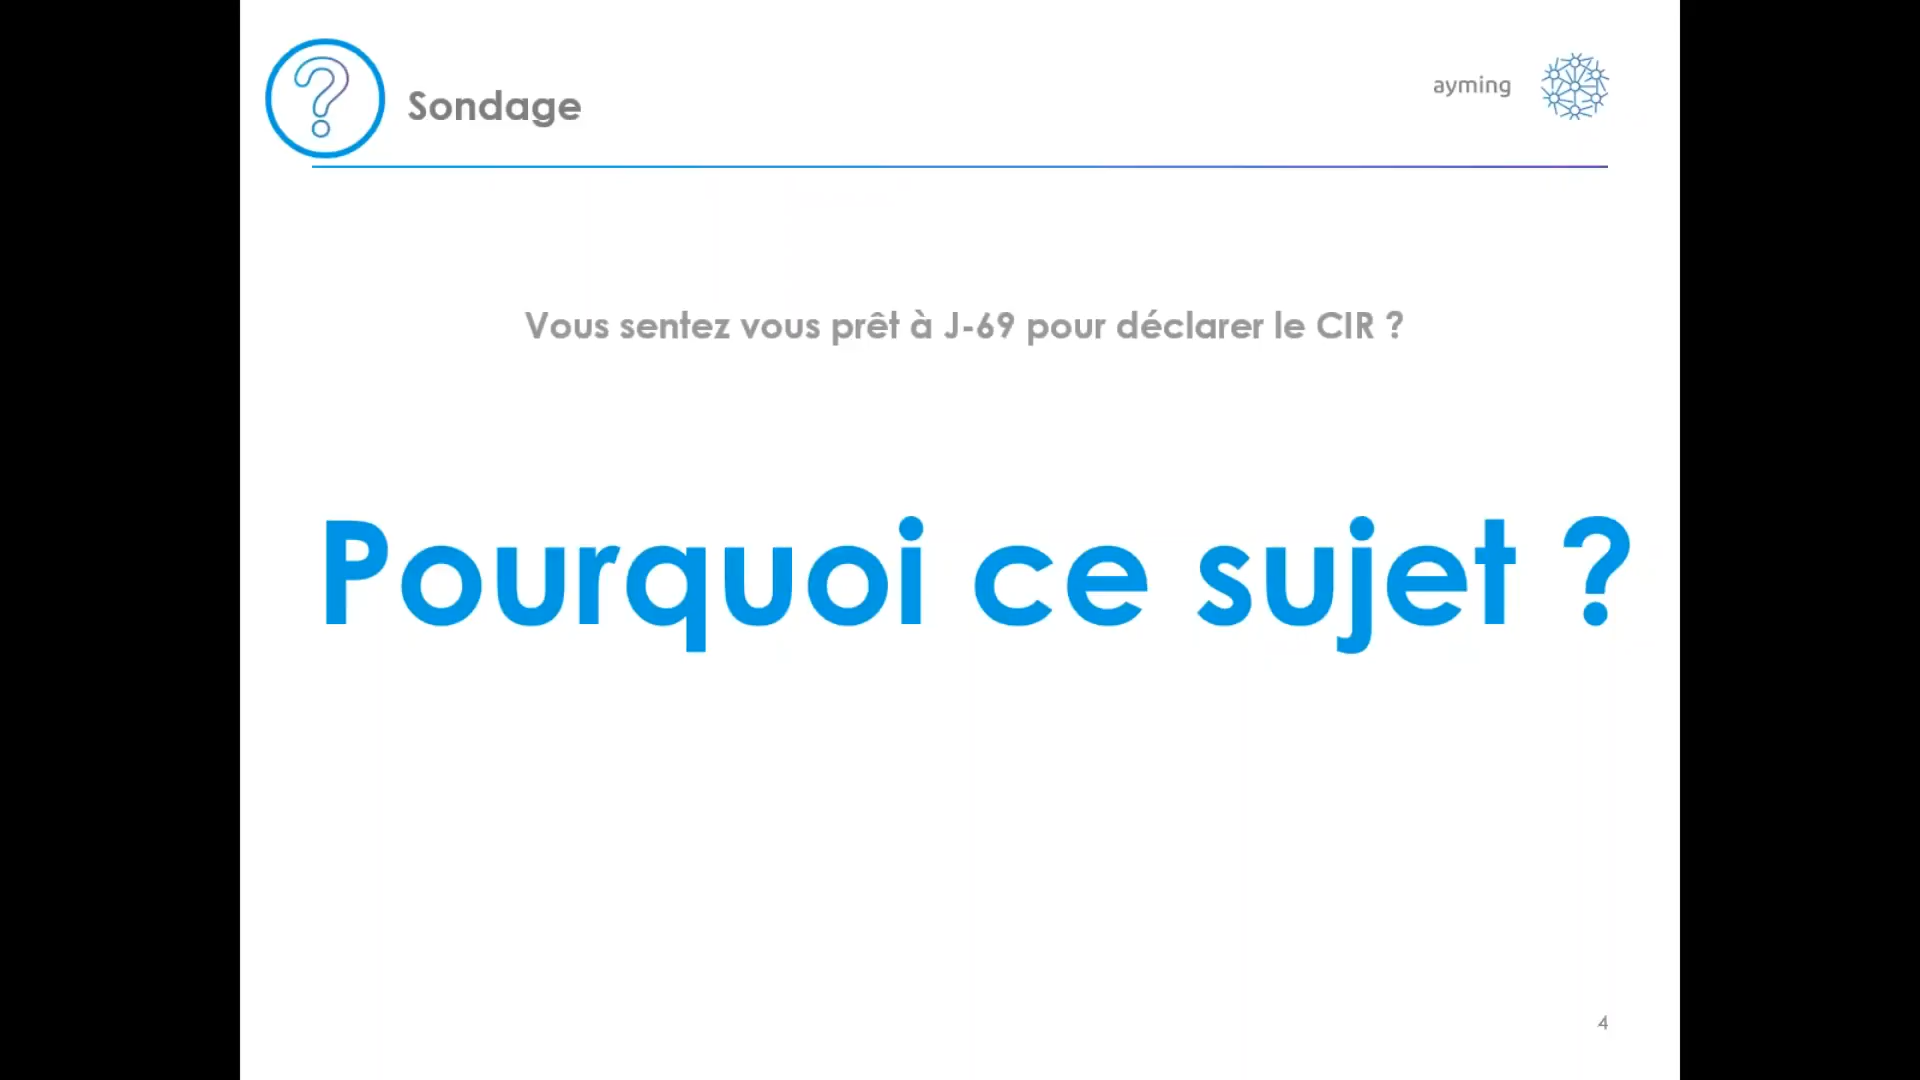 Sondage
ayming
Vous sentez vous prêt à J-69 pour déclarer le CIR ?
Pourquoi ce sujet ?
4